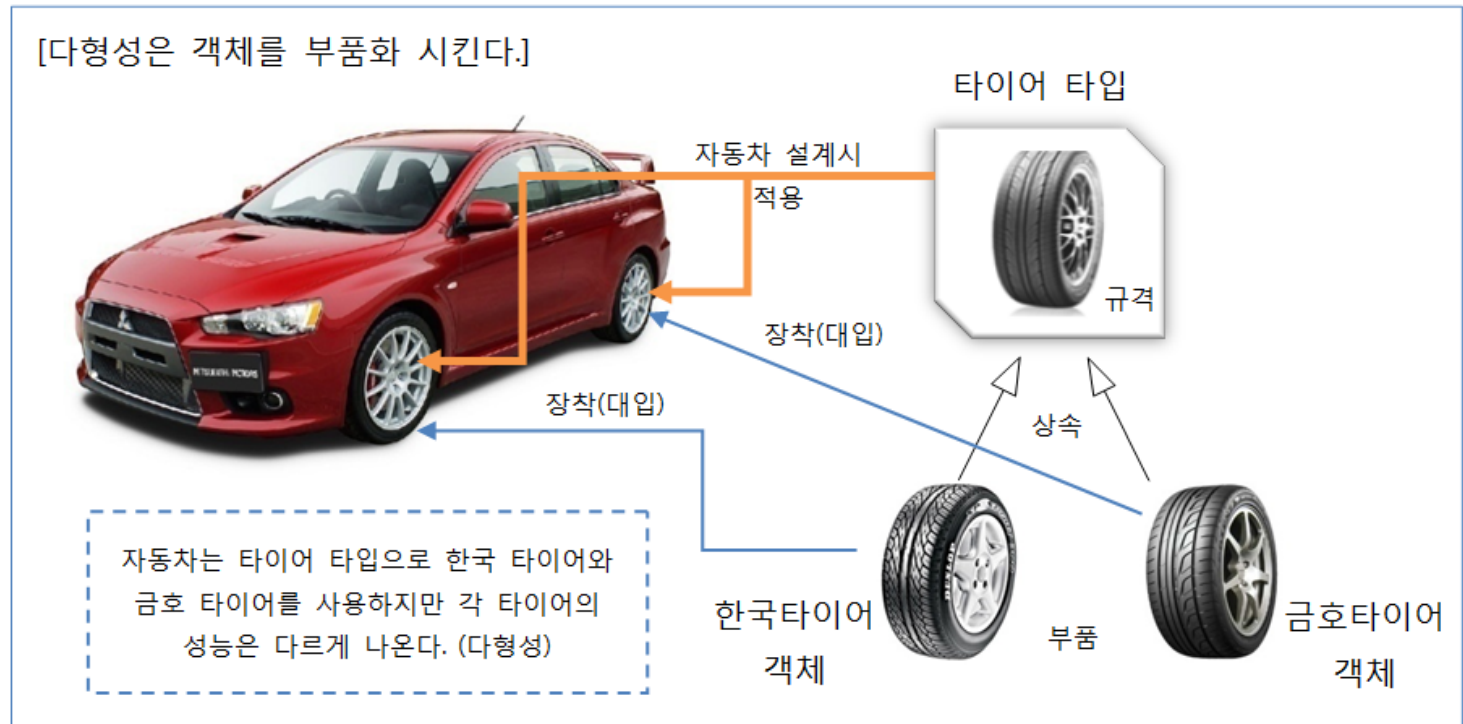 [다형성은 객체를 부품화 시킨다.]
타이어 타입
자동차 설계시
적용
규격
장착(대입)
장착(대입)
상속
자동차는 타이어 타입으로 한국 타이어와
금호 타이어를 사용하지만 각 타이어의
성능은 다르게 나온다. (다형성)
한국타이어
객체
부품
금호타이어
객체